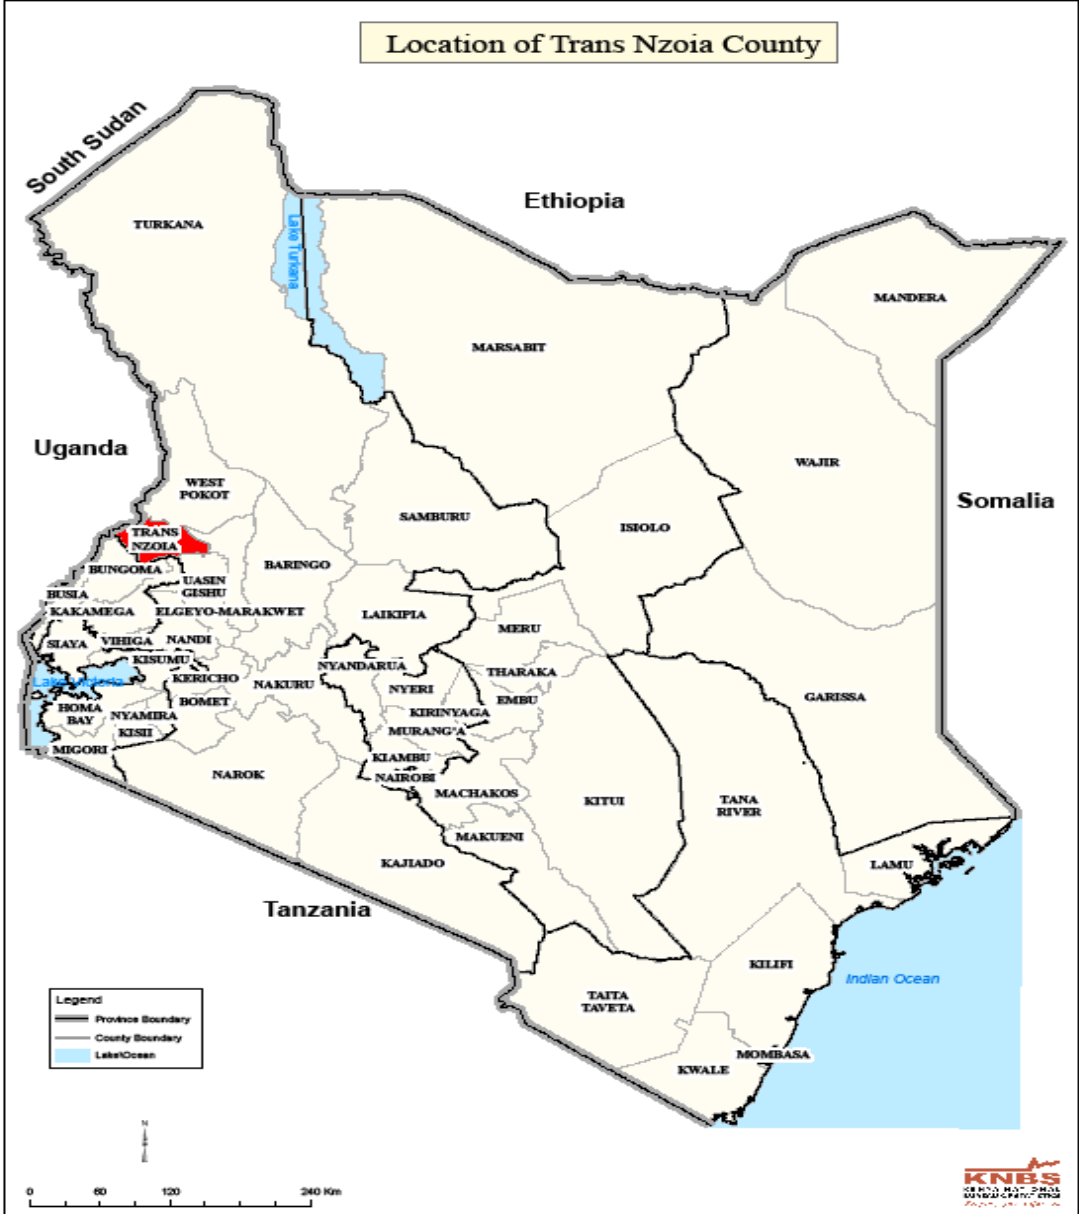 Location of Trans Nzoia County
South Sudan
Ethiopia
TURKANA
Lake Turkana
MANDERA
MARSABIT
Uganda
WAJIR
WEST
POKOT
Somalia
SAMBURU
ISIOLO
TRANS
NZOIA
BUNGOMA
BARINGO
UASIN
GISHU
BUSIA
KAKAMEGA
ELGEYO-MARAKWET
LAIKIPIA
MERU
SIAYA
VIHIGA
NANDI
KISUMU
NYANDARUA
THARAKA
KERICHO
Lake Victoria
NAKURU
NYERI
GARISSA
BOMET
EMBU
HOMA
BAY
NYAMIRA
KIRINYAGA
KISII
MURANG'A
MIGORI
KIAMBU
NAROK
NAIROBI
MACHAKOS
KITUI
TANA
RIVER
MAKUENI
KAJIADO
LAMU
Tanzania
KILIFI
Indian Ocean
TAITA
TAVETA
MOMBASA
KWALE
Legend
Province Boundary
County Boundary
Lake\Ocean
N
0 60 120 240 Km
KNBS